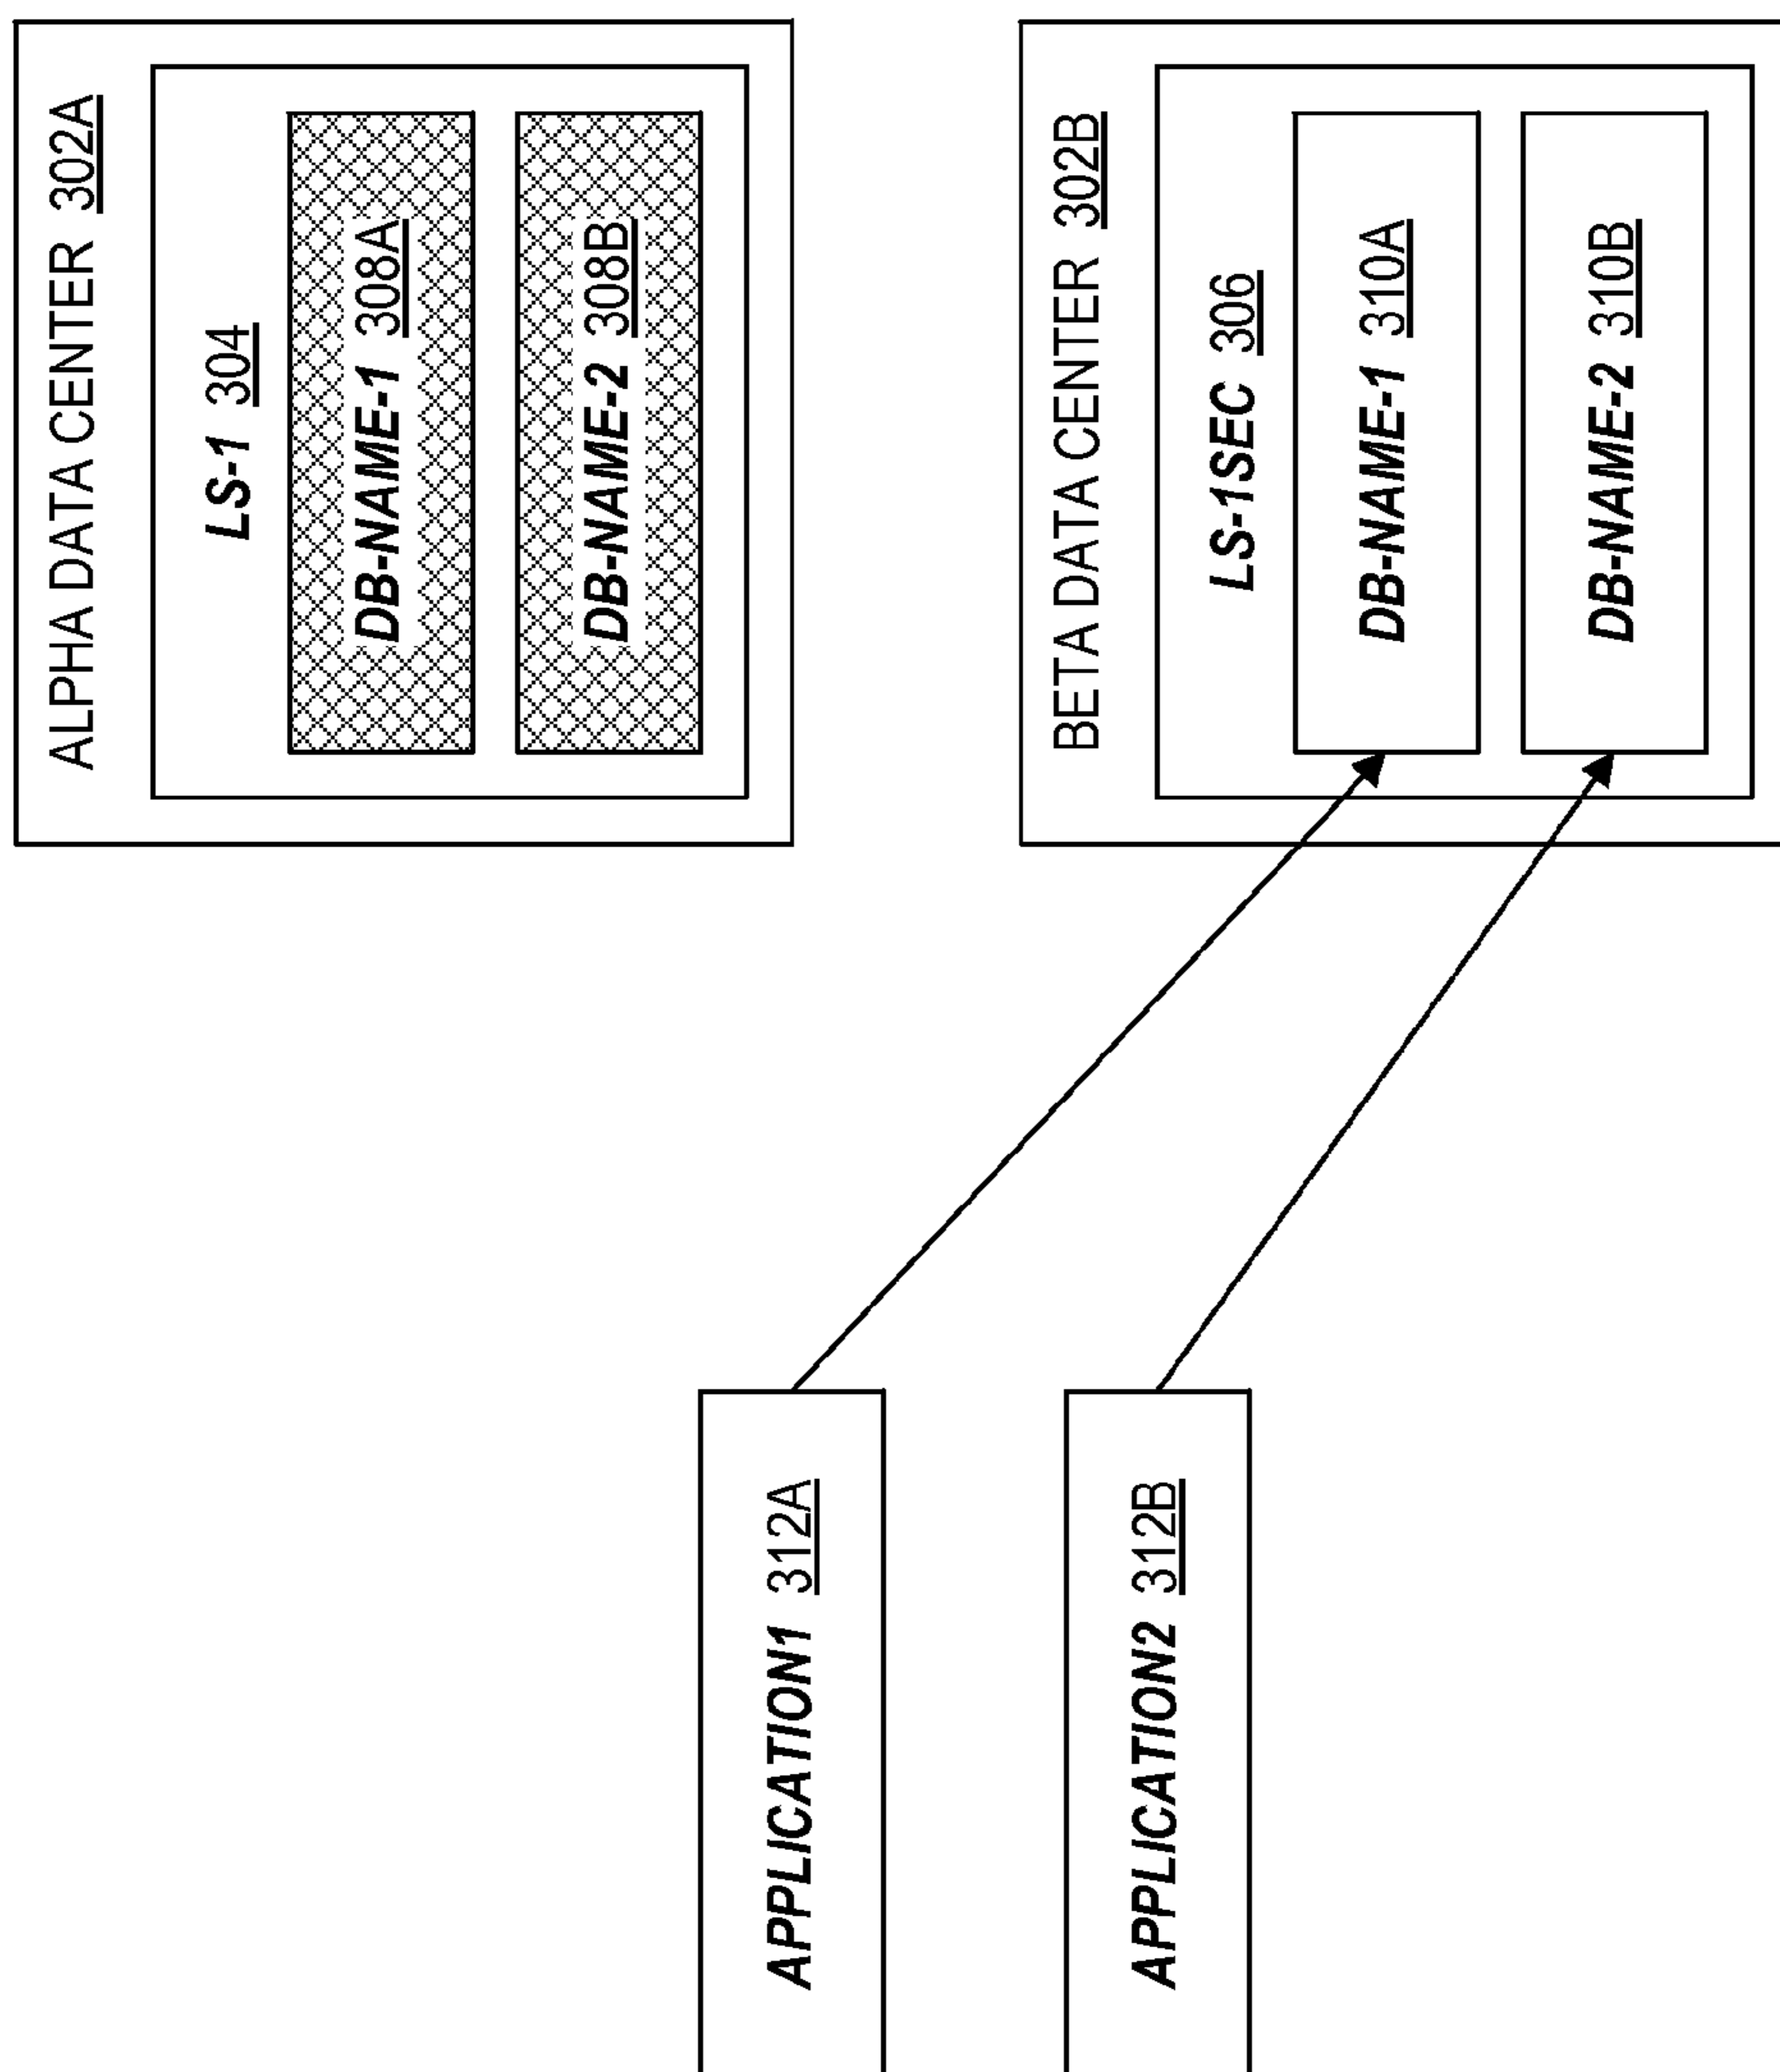 ALPHA DATA CENTER 302A
LS-1 304
DB-NAME-1 308A
DB-NAME-2 308B
BETA DATA CENTER 302B
LS-1SEC 306
DB-NAME-1 310A
DB-NAME-2 310B
APPLICATION1 312A
APPLICATION2 312B